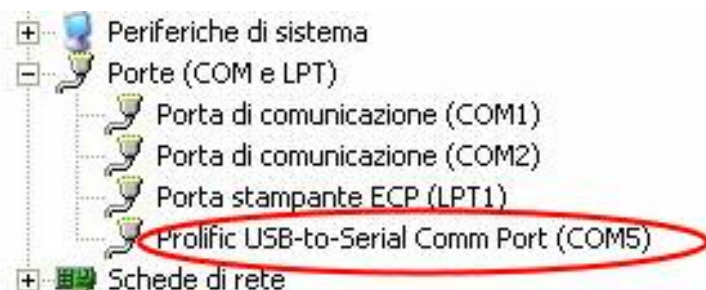 Periferiche di sistema
Porte (COM e LPT)
Porta di comunicazione (COM1)
Porta di comunicazione (COM2)
Porta stampante ECP (LPT1)
Prolific USB-to-Serial Comm Port (COM5)
Schede di rete